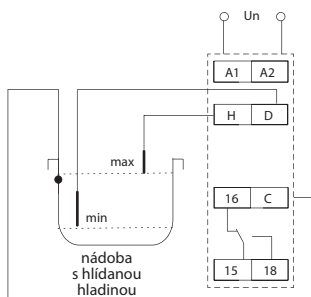 Un
A1 A2
H D
max
16 C
min
nádoba
s hlídanou
hladinou
15 18